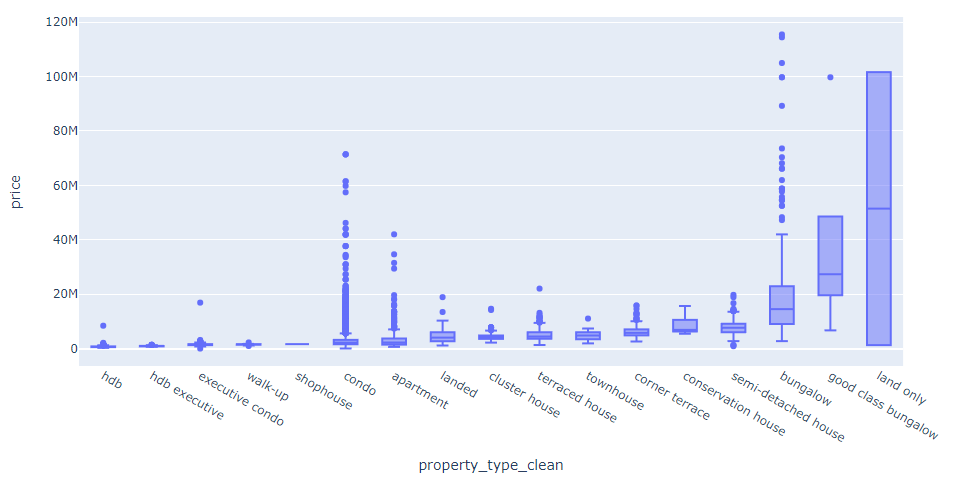 120M
100M
80M
60M
40M
20M
0
price
hdb
hdb executive
executive condo
walk-up
shophouse
condo
apartment
landed
cluster house
terraced house
townhouse
corner terrace
conservation house
semi-detached house
bungalow
good class bungalow
land only
property_type_clean